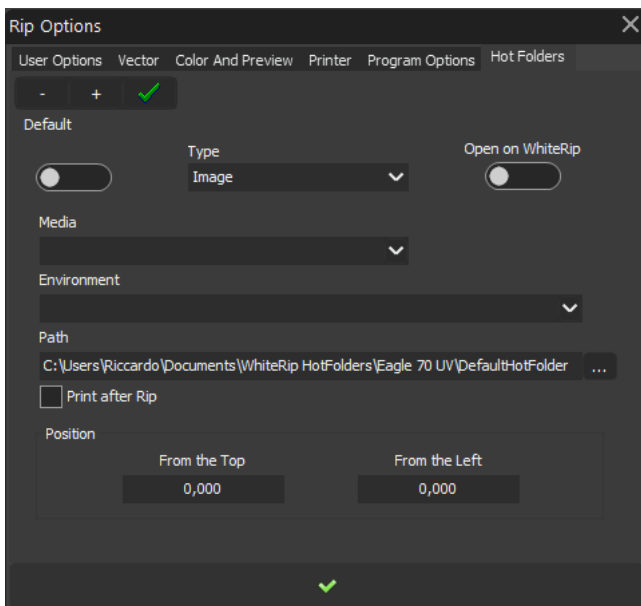 Rip Options
User Options Vector Color And Preview Printer Program Options Hot Folders
- +
Default
Type Open on WhiteRip
Image
Media
Environment
Path
C:\Users\Riccardo\Documents\WhiteRip HotFolders\Eagle 70 UV\DefaultHotFolder ...
Print after Rip
Position
From the Top From the Left
0,000 0,000